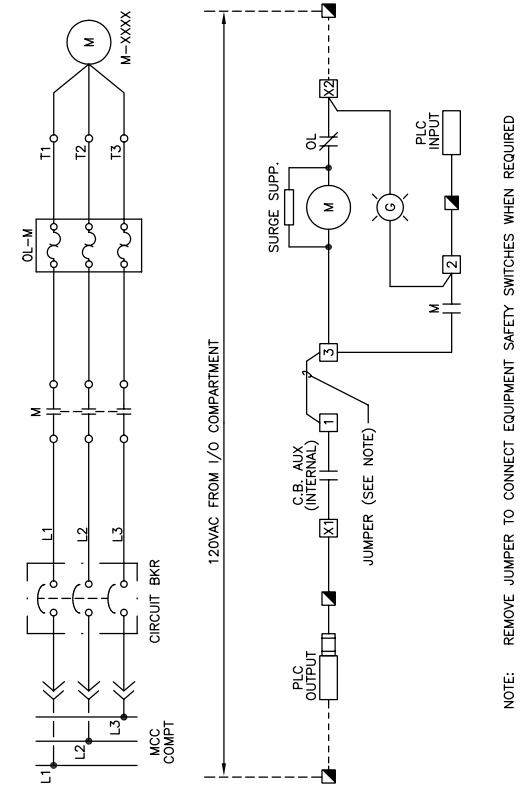 L1
L2
L3
MCC
COMPT
CIRCUIT BKR
L1
L2
L3
M
OL-M
T1
T2
T3
M
M-XXXX
120VAC FROM I/O COMPARTMENT
PLC
OUTPUT
X1
C.B. AUX
(INTERNAL)
1
JUMPER (SEE NOTE)
3
SURGE SUPP.
M
OL
X2
G
M
2
PLC
INPUT
NOTE: REMOVE JUMPER TO CONNECT EQUIPMENT SAFETY SWITCHES WHEN REQUIRED